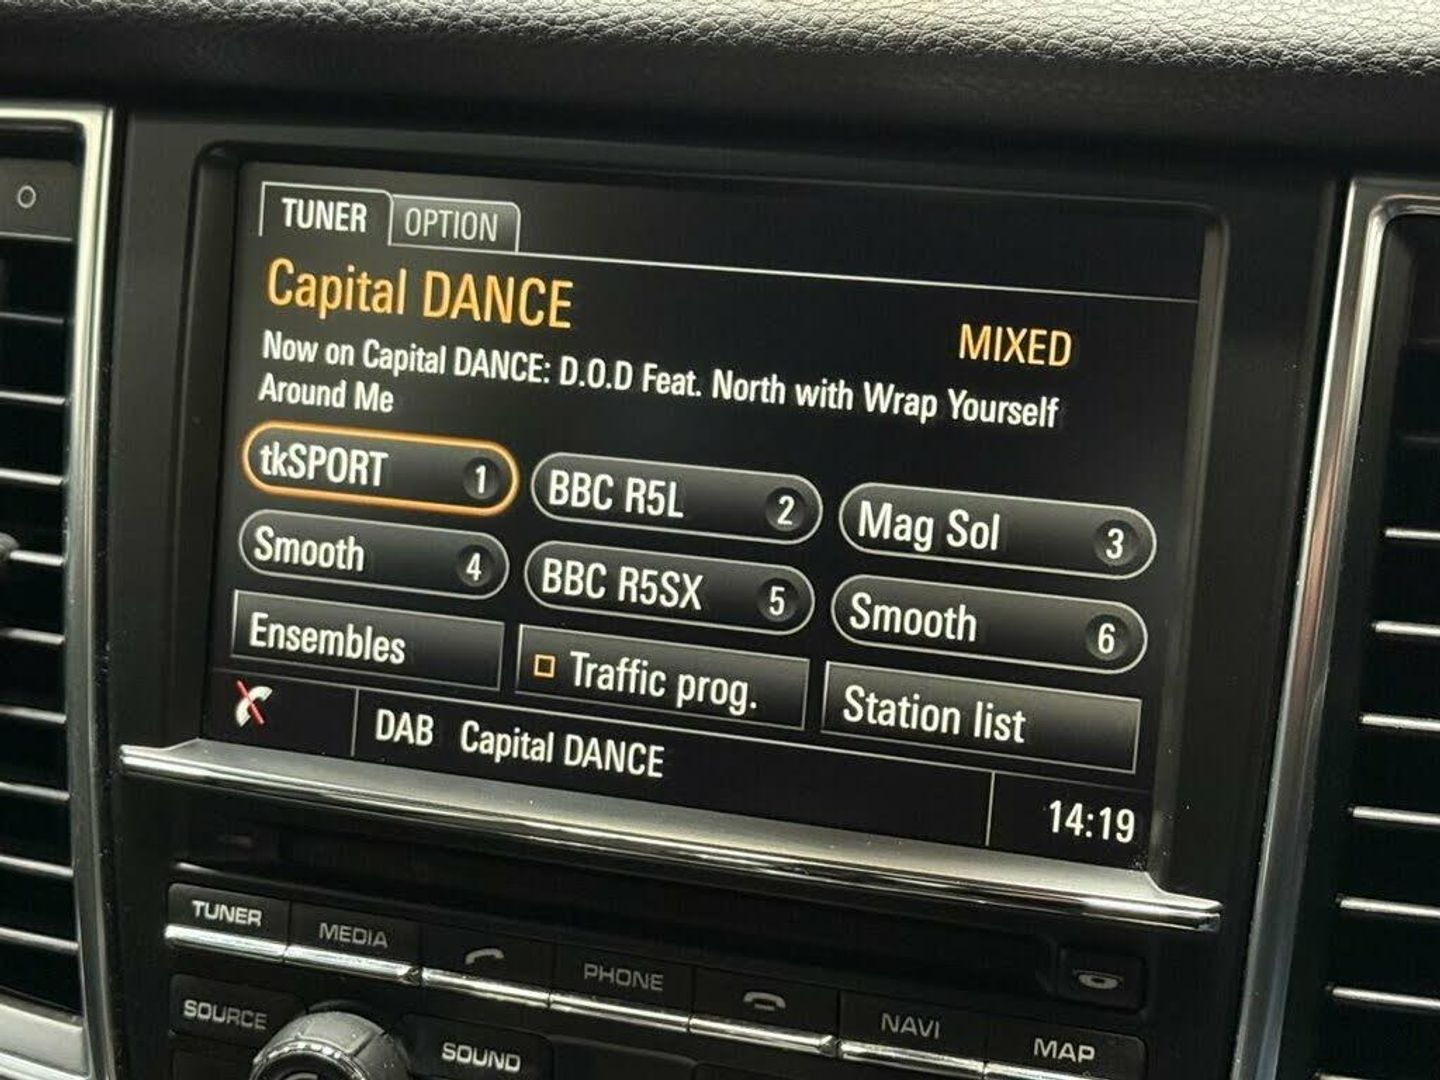 TUNER OPTION
Capital DANCE
MIXED
Now on Capital DANCE: D.O.D Feat. North with Wrap Yourself
Around Me
tkSPORT 1 BBC R5L 2 Mag Sol 3
Smooth 4 BBC R5SX 5 Smooth 6
Ensembles Traffic prog. Station list
DAB Capital DANCE 14:19
TUNER MEDIA PHONE NAVI MAP
SOURCE SOUND